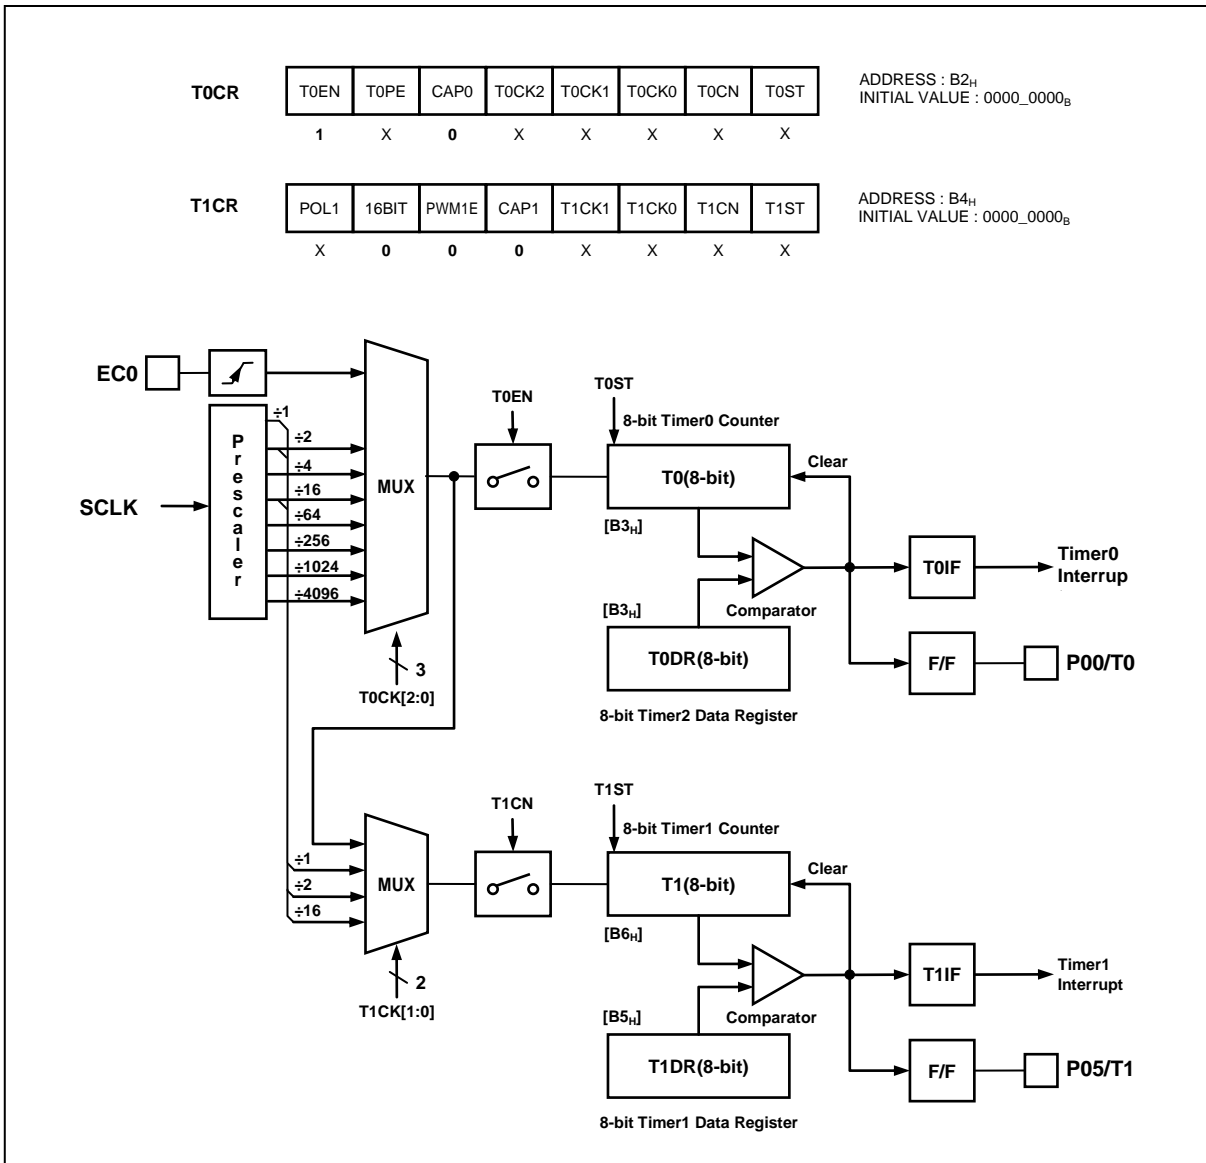 T0CR T0EN T0PE CAP0 T0CK2 T0CK1 T0CK0 T0CN T0ST
ADDRESS : B2H
INITIAL VALUE : 0000_0000B
1 X 0 X X X X X
T1CR POL1 16BIT PWM1E CAP1 T1CK1 T1CK0 T1CN T1ST
ADDRESS : B4H
INITIAL VALUE : 0000_0000B
X 0 0 0 X X X X
EC0
SCLK
Prescaler
÷1
÷2
÷4
÷16
÷64
÷256
÷1024
÷4096
MUX
3
T0CK[2:0]
T0EN
T0ST
8-bit Timer0 Counter
T0(8-bit)
Clear
[B3H]
Comparator
[B3H]
T0DR(8-bit)
8-bit Timer2 Data Register
T0IF
Timer0
Interrup
F/F
P00/T0
÷1
÷2
÷16
MUX
2
T1CK[1:0]
T1CN
T1ST
8-bit Timer1 Counter
T1(8-bit)
Clear
[B6H]
Comparator
[B5H]
T1DR(8-bit)
8-bit Timer1 Data Register
T1IF
Timer1
Interrupt
F/F
P05/T1